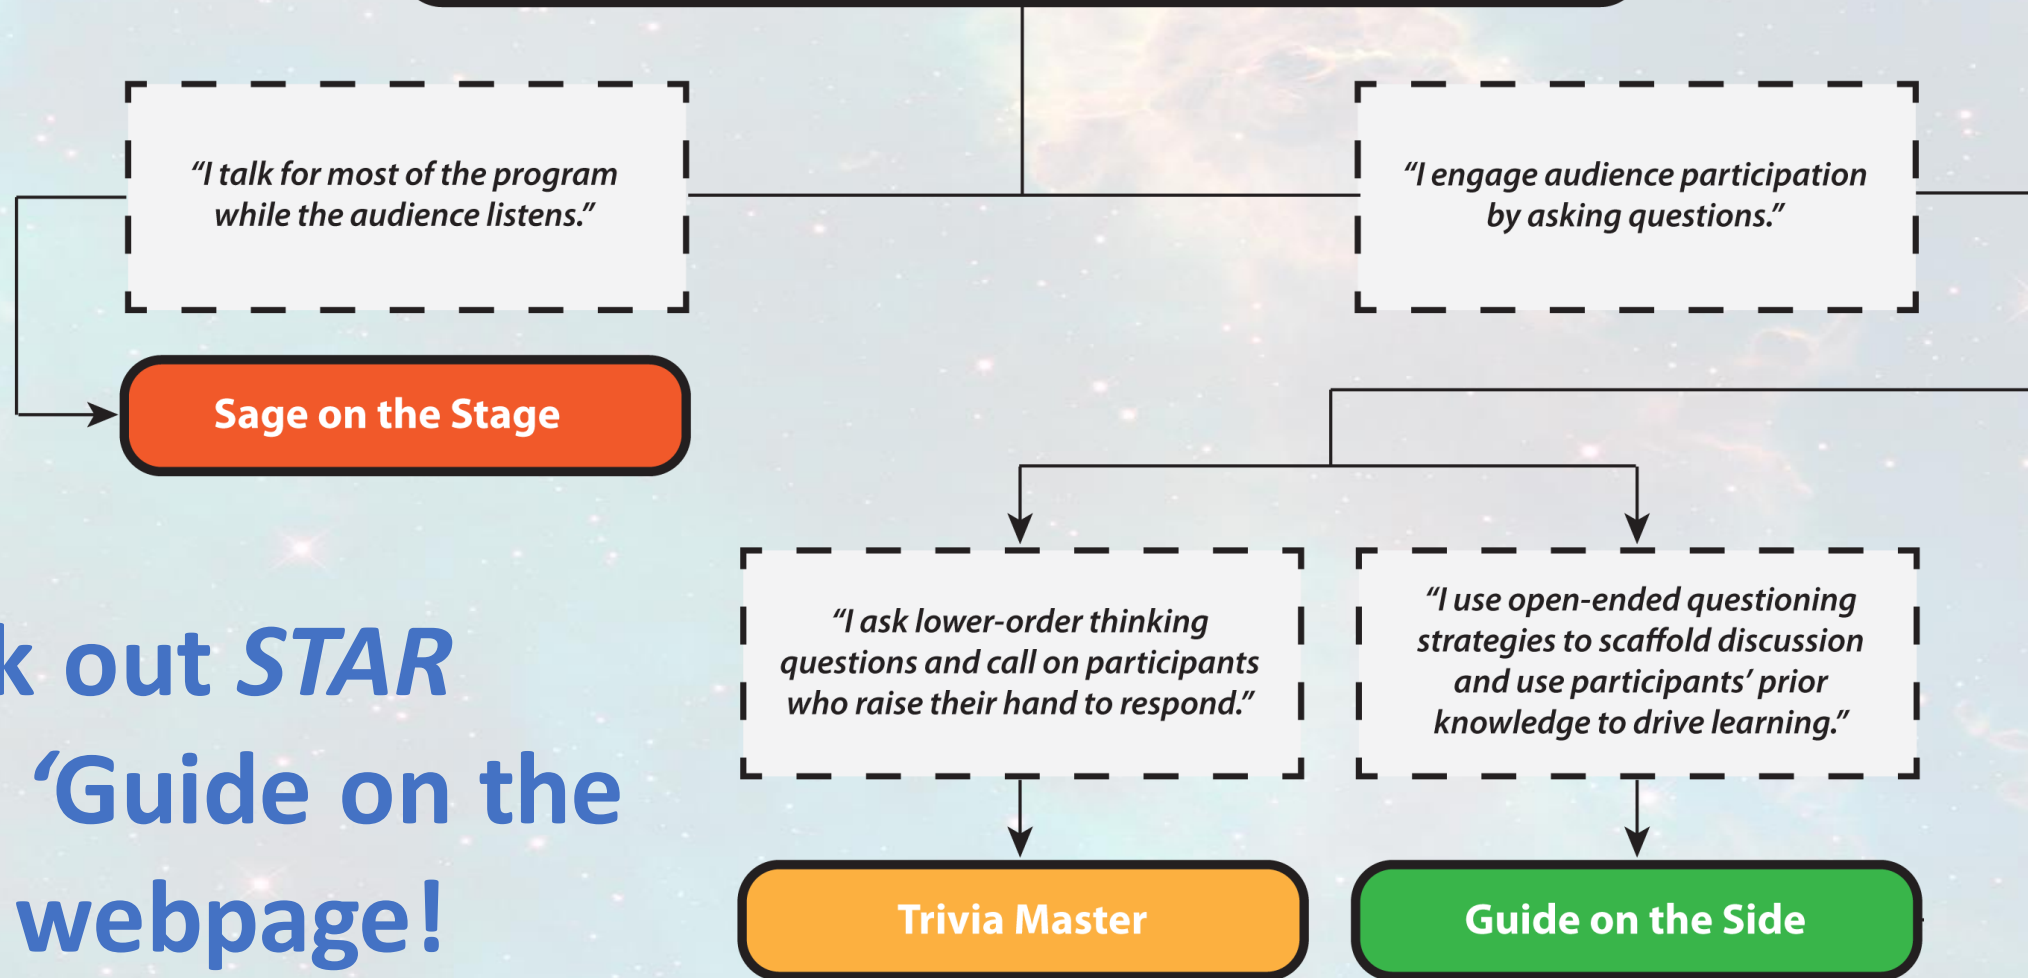 “I talk for most of the program
while the audience listens.”
“I engage audience participation
by asking questions.”
Sage on the Stage
“I ask lower-order thinking
questions and call on participants
who raise their hand to respond.”
“I use open-ended questioning
strategies to scaffold discussion
and use participants’ prior
knowledge to drive learning.”
out STAR
‘Guide on the
webpage!
Trivia Master
Guide on the Side